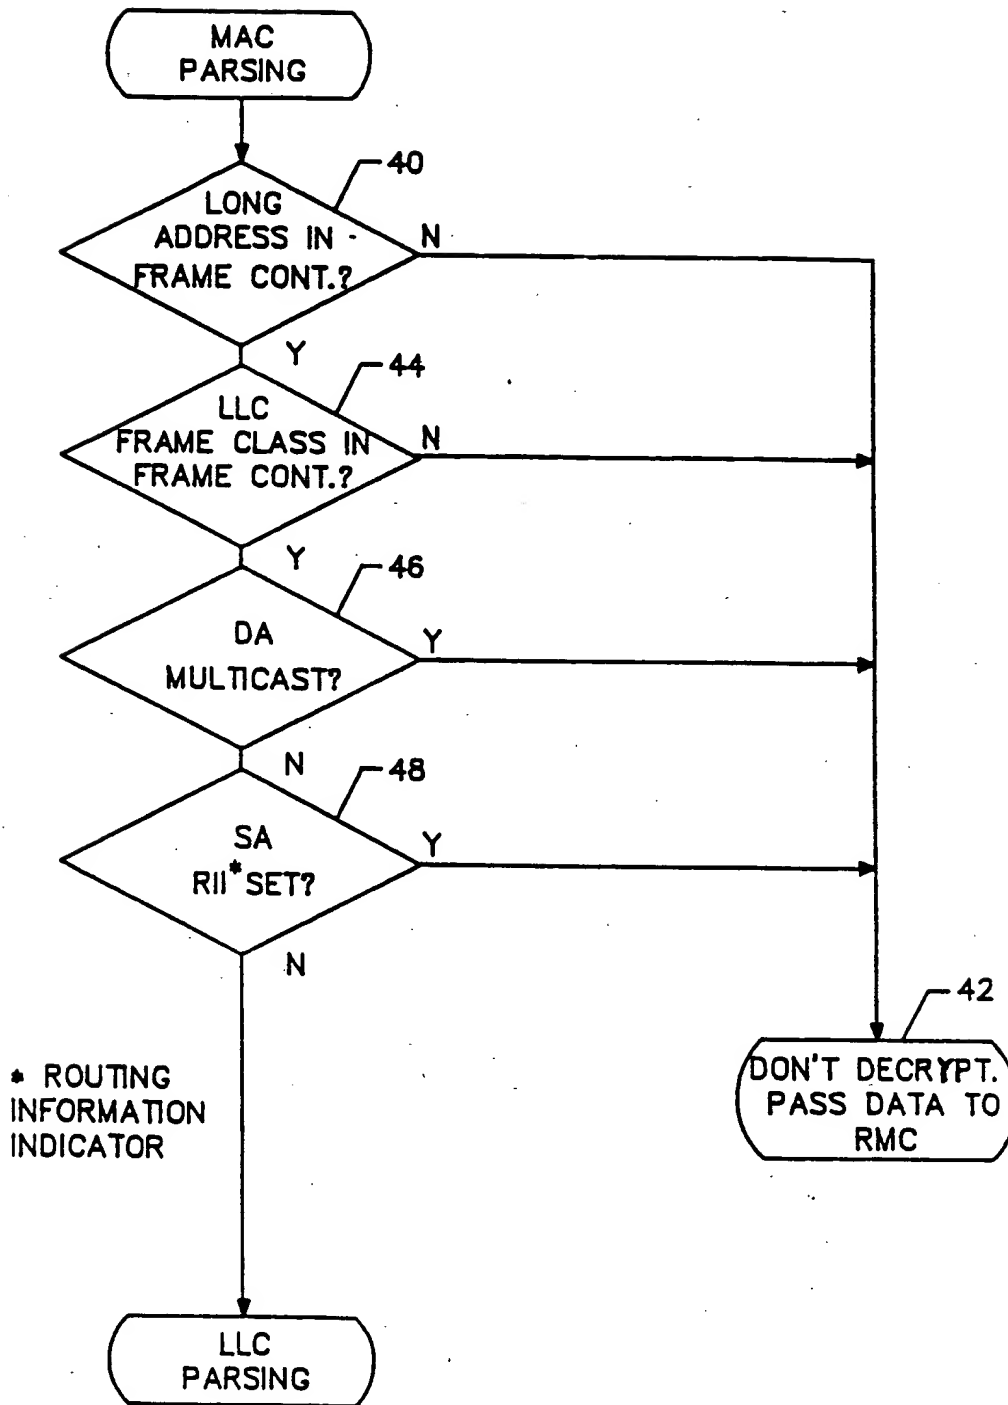 MAC
PARSING
40
LONG
ADDRESS IN
FRAME CONT.?
N
Y
44
LLC
FRAME CLASS IN
FRAME CONT.?
N
Y
46
DA
MULTICAST?
Y
N
48
SA
RII* SET?
Y
N
42
DON'T DECRYPT.
PASS DATA TO
RMC
* ROUTING
INFORMATION
INDICATOR
LLC
PARSING